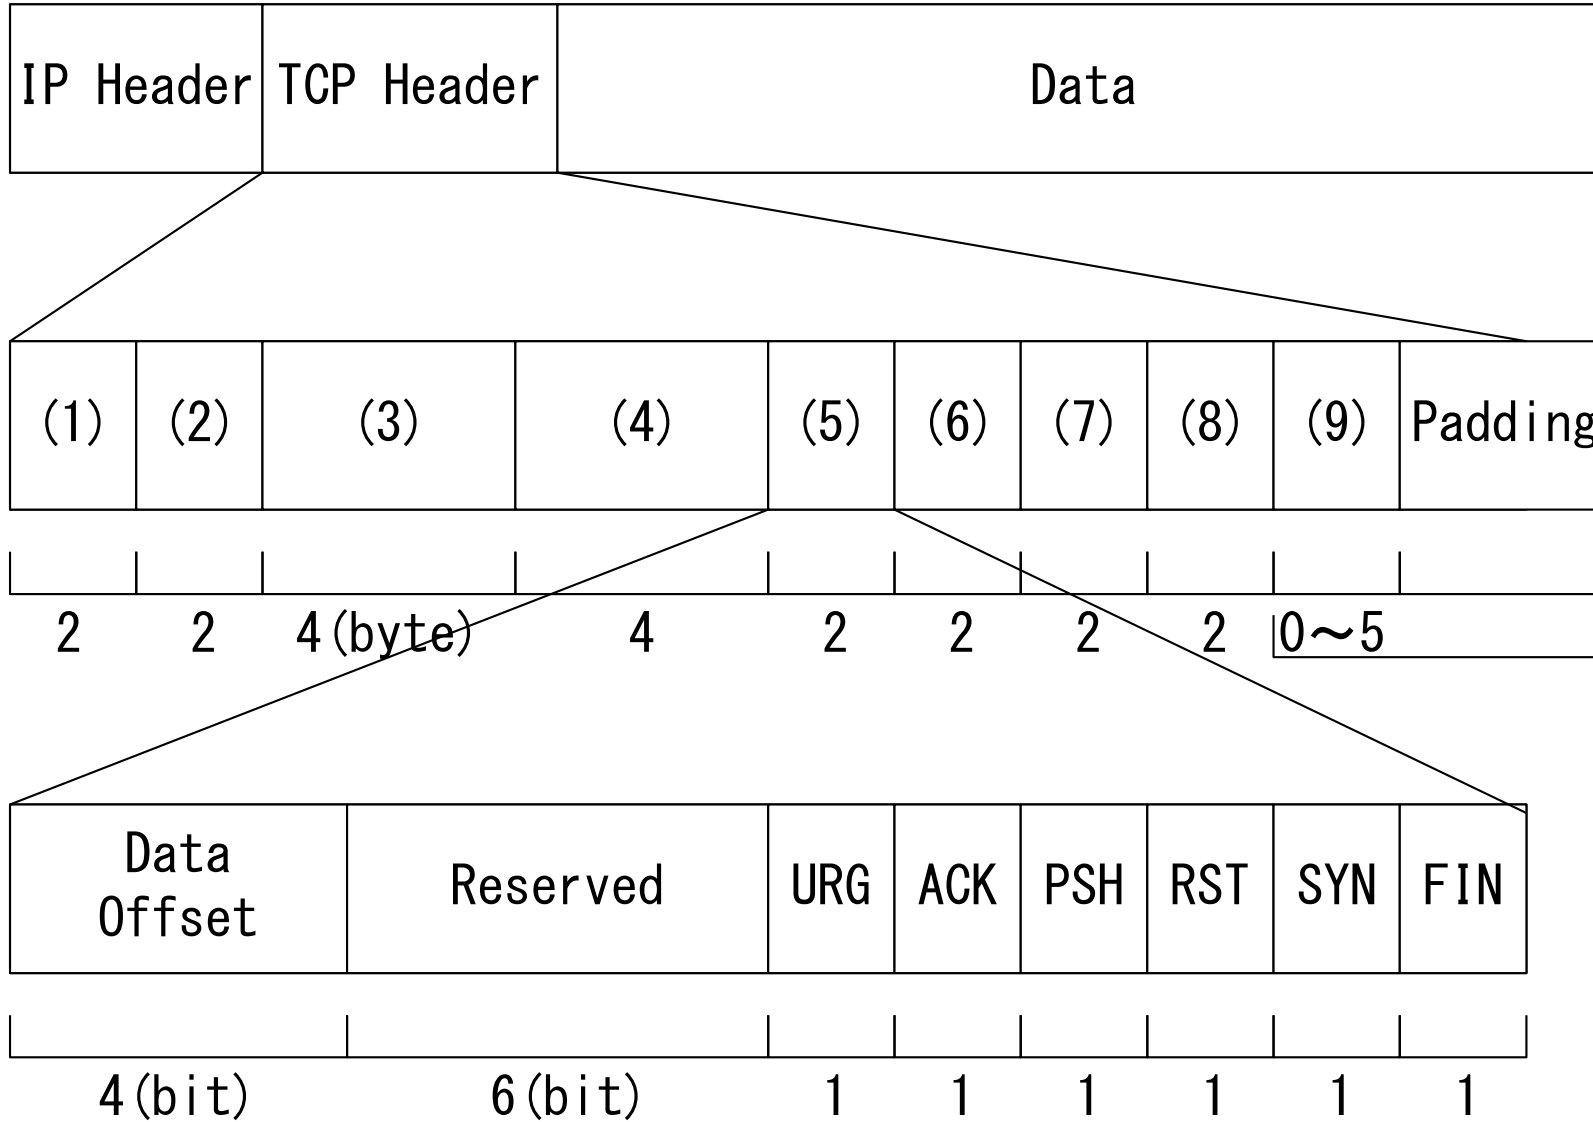 IP Header TCP Header Data
(1) (2) (3) (4) (5) (6) (7) (8) (9) Padding
2 2 4(byte) 4 2 2 2 2 0～5
Data
Offset
Reserved URG ACK PSH RST SYN FIN
4(bit) 6(bit) 1 1 1 1 1 1